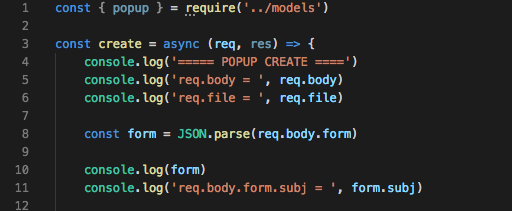 1 const { popup } = require('../models')
2
3 const create = async (req, res) => {
4 console.log('===== POPUP CREATE ====')
5 console.log('req.body = ', req.body)
6 console.log('req.file = ', req.file)
7
8 const form = JSON.parse(req.body.form)
9
10 console.log(form)
11 console.log('req.body.form.subj = ', form.subj)
12